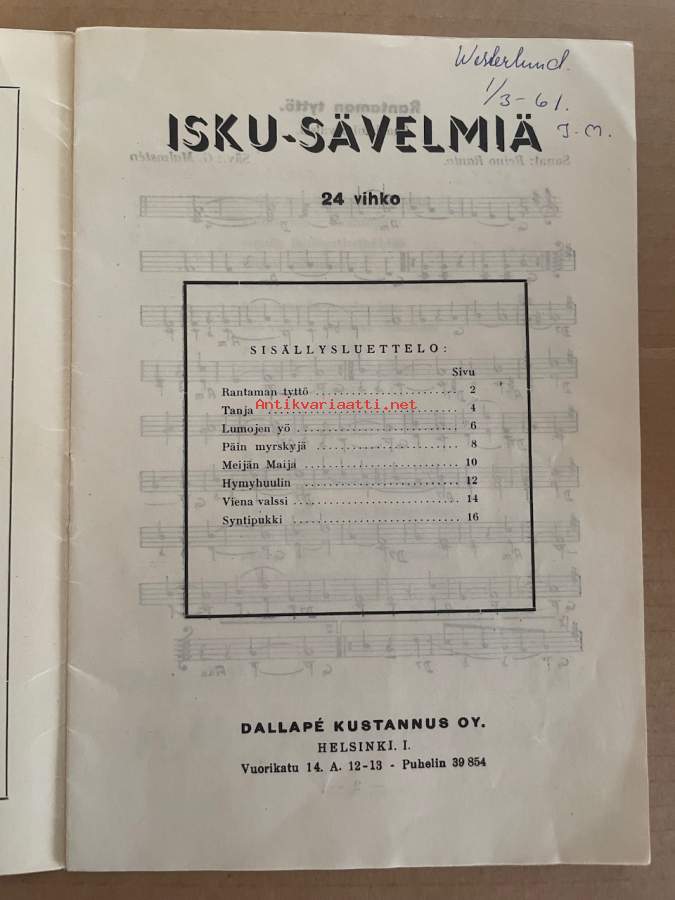 Westerlund.
1/3-61.
J.M.
ISKU-SÄVELMIÄ
24 vihko
SISÄLLYSLUETTELO:
Sivu
Rantaman tyttö ........................ 2
Tanja ................................ 4
Antikvariaatti.net
Lumojen yö ........................... 6
Päin myrskyjä ........................ 8
Meijän Maija ......................... 10
Hymyhuulin ........................... 12
Viena valssi ......................... 14
Syntipukki ........................... 16
DALLAPÉ KUSTANNUS OY.
HELSINKI. I.
Vuorikatu 14. A. 12-13 - Puhelin 39 854